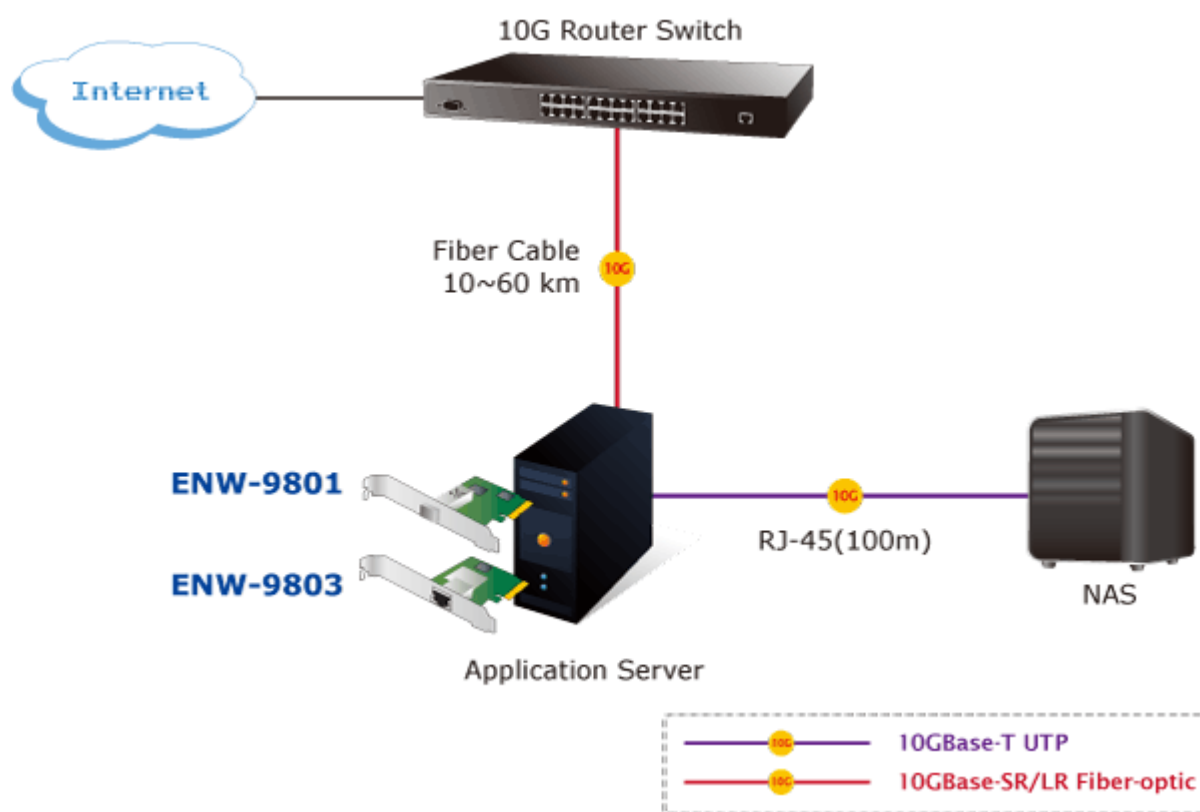 10G Router Switch
Internet
Fiber Cable
10~60 km
10G
ENW-9801
10G
RJ-45(100m)
ENW-9803
NAS
Application Server
10G
10GBase-T UTP
10G
10GBase-SR/LR Fiber-optic